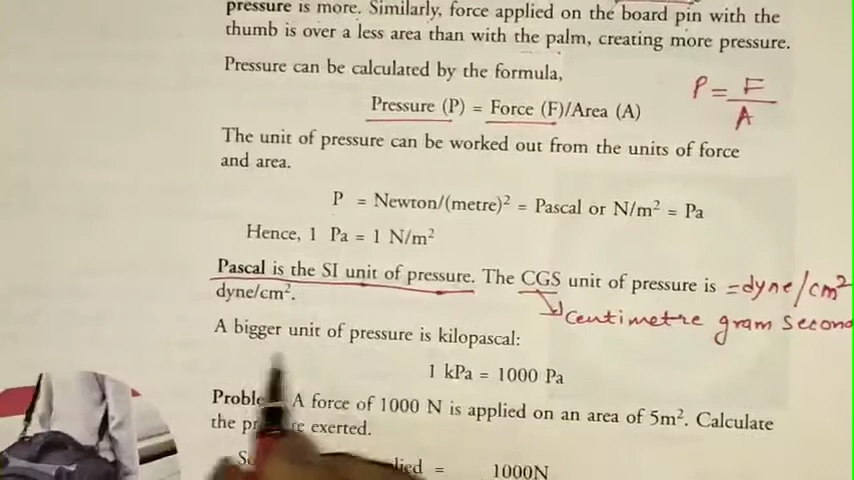 pressure is more. Similarly, force applied on the board pin with the
thumb is over a less area than with the palm, creating more pressure.
Pressure can be calculated by the formula,
Pressure (P) = Force (F)/Area (A)
P = F
A
The unit of pressure can be worked out from the units of force
and area.
P = Newton/(metre)² = Pascal or N/m² = Pa
Hence, 1 Pa = 1 N/m²
Pascal is the SI unit of pressure. The CGS unit of pressure is = dyne/cm²
dyne/cm².
Centimetre gram second
A bigger unit of pressure is kilopascal:
1 kPa = 1000 Pa
A force of 1000 N is applied on an area of 5m². Calculate
the exerted.
= 1000N